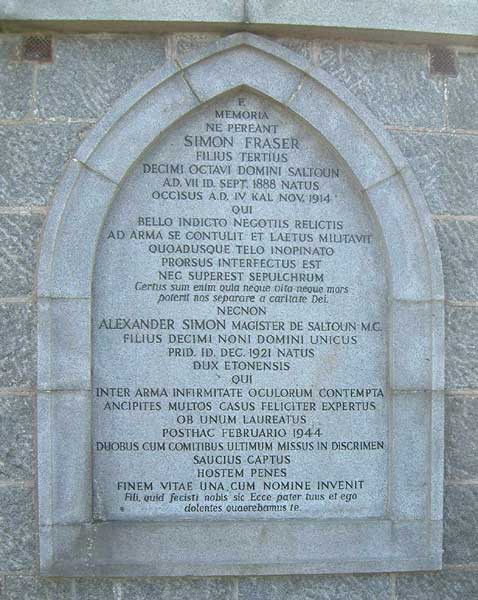 E
MEMORIA
NE PEREANT
SIMON FRASER
FILIUS TERTIUS
DECIMI OCTAVI DOMINI SALTOUN
A.D. VII ID. SEPT. 1888 NATUS
OCCISUS A.D. IV KAL NOV. 1914
QUI
BELLO INDICTO NEGOTIIS RELICTIS
AD ARMA SE CONTULIT ET LAETUS MILITAVIT
QUOADUSQUE TELO INOPINATO
PRORSUS INTERFECTUS EST
NEC SUPEREST SEPULCHRUM
Certus sum enim quia neque vita neque mors
poterit nos separare a caritate Dei.
NECNON
ALEXANDER SIMON MAGISTER DE SALTOUN M.C.
FILIUS DECIMI NONI DOMINI UNICUS
PRID. ID. DEC. 1921 NATUS
DUX ETONENSIS
QUI
INTER ARMA INFIRMITATE OCULORUM CONTEMPTA
ANCIPITES MULTOS CASUS FELICITER EXPERTUS
OB UNUM LAUREATUS
POSTHAC FEBRUARIO 1944
DUOBUS CUM COMITIBUS ULTIMUM MISSUS IN DISCRIMEN
SAUCIUS CAPTUS
HOSTEM PENES
FINEM VITAE UNA CUM NOMINE INVENIT
Fili, quid fecisti nobis sic Ecce pater tuus et ego
dolentes quaerebamus te.